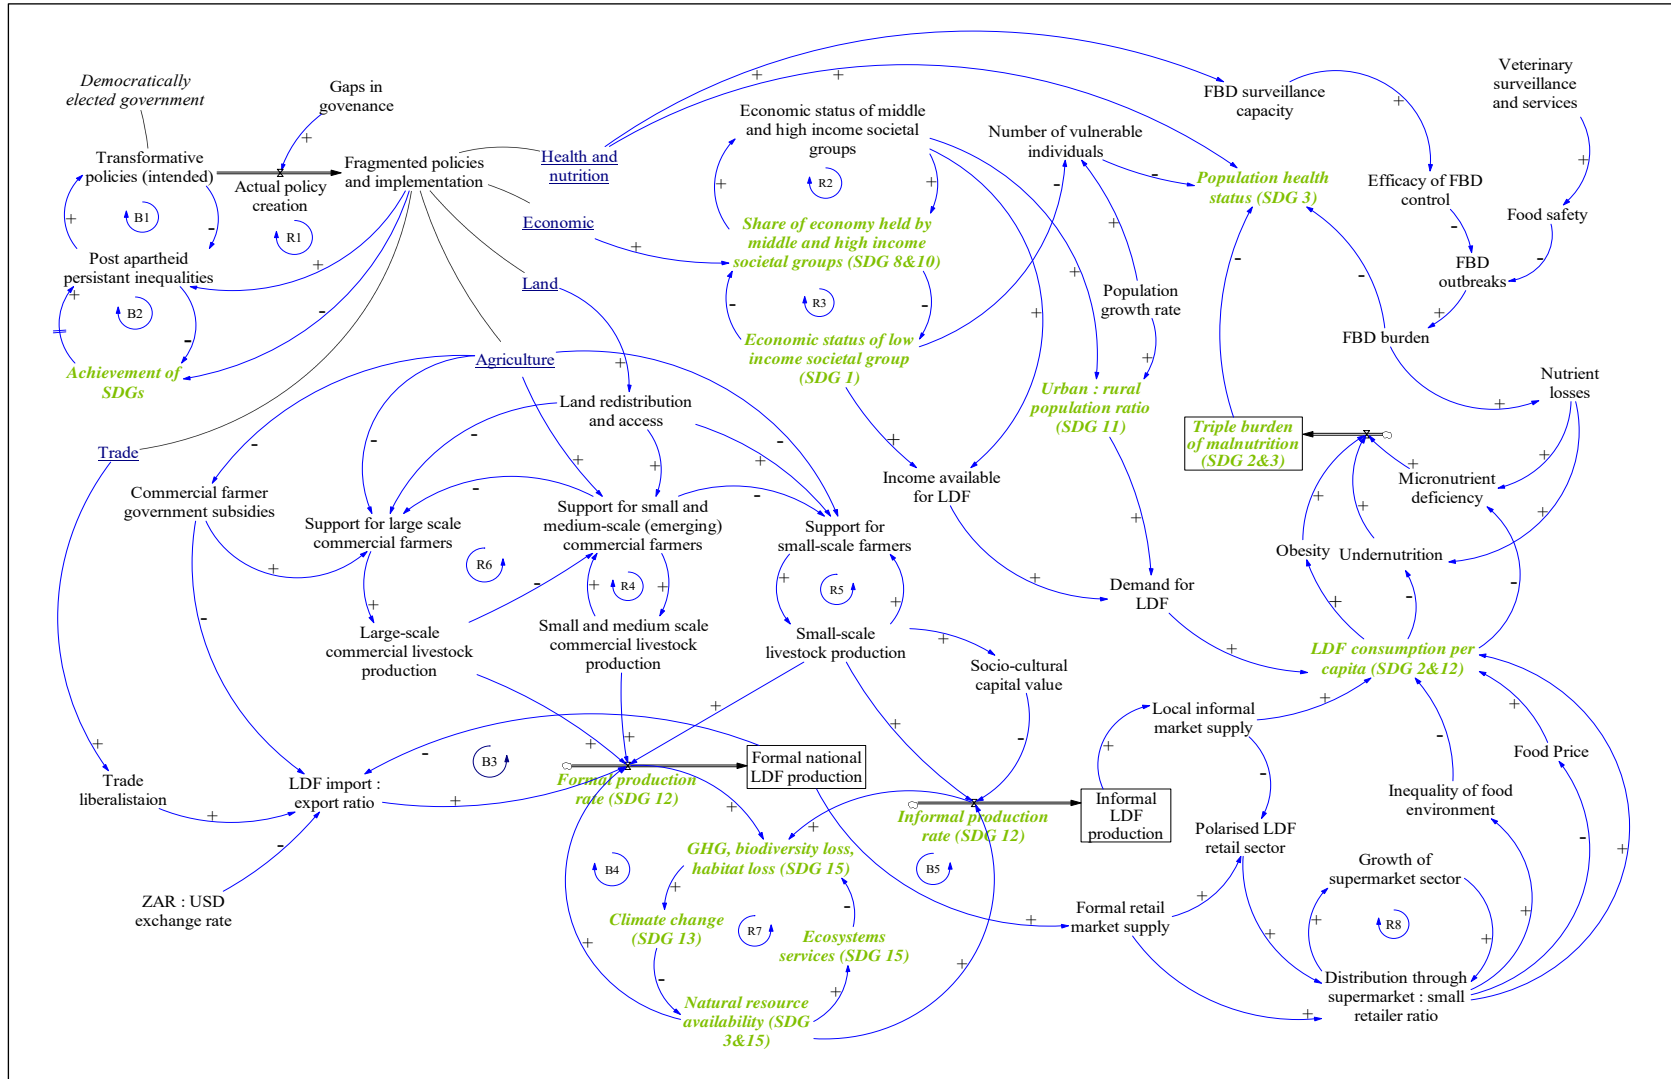 Democratically
elected government
Gaps in
govenance
Transformative
policies (intended)
Actual policy
creation
Fragmented policies
and implementation
Health and
nutrition
Economic
Land
Agriculture
Trade
B1
R1
Post apartheid
persistant inequalities
B2
Achievement of
SDGs
Economic status of middle
and high income societal
groups
R2
Share of economy held by
middle and high income
societal groups (SDG 8&10)
R3
Economic status of low
income societal group
(SDG 1)
Number of vulnerable
individuals
Population
growth rate
Urban : rural
population ratio
(SDG 11)
Population health
status (SDG 3)
FBD surveillance
capacity
Veterinary
surveillance
and services
Efficacy of FBD
control
Food safety
FBD
outbreaks
FBD burden
Nutrient
losses
Triple burden
of malnutrition
(SDG 2&3)
Micronutrient
deficiency
Obesity
Undernutrition
Land redistribution
and access
Commercial farmer
government subsidies
Support for large scale
commercial farmers
Support for small and
medium-scale (emerging)
commercial farmers
Support for
small-scale farmers
Income available
for LDF
Demand for
LDF
R6
R4
R5
Large-scale
commercial livestock
production
Small and medium scale
commercial livestock
production
Small-scale
livestock production
Socio-cultural
capital value
LDF consumption per
capita (SDG 2&12)
Local informal
market supply
Food Price
Trade
liberalistaion
LDF import :
export ratio
B3
Formal production
rate (SDG 12)
Formal national
LDF production
Informal production
rate (SDG 12)
Informal
LDF
production
Inequality of food
environment
Polarised LDF
retail sector
ZAR : USD
exchange rate
B4
GHG, biodiversity loss,
habitat loss (SDG 15)
B5
Growth of
supermarket sector
R8
Climate change
(SDG 13)
R7
Ecosystems
services (SDG 15)
Formal retail
market supply
Natural resource
availability (SDG
3&15)
Distribution through
supermarket : small
retailer ratio